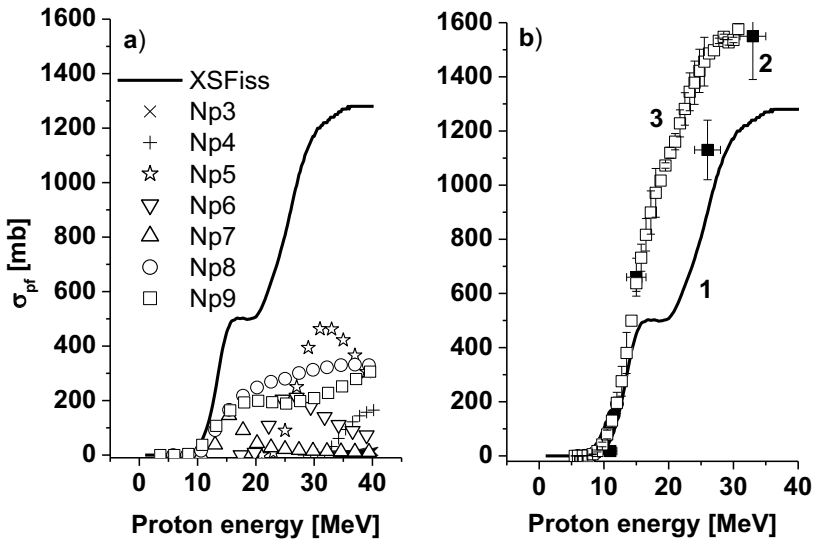 a)
1600
1400
1200
1000
800
600
400
200
0
σpf [mb]
XSFiss
Np3
Np4
Np5
Np6
Np7
Np8
Np9
0 10 20 30 40
Proton energy [MeV]
b)
1600
1400
1200
1000
800
600
400
200
0
2
3
1
0 10 20 30 40
Proton energy [MeV]